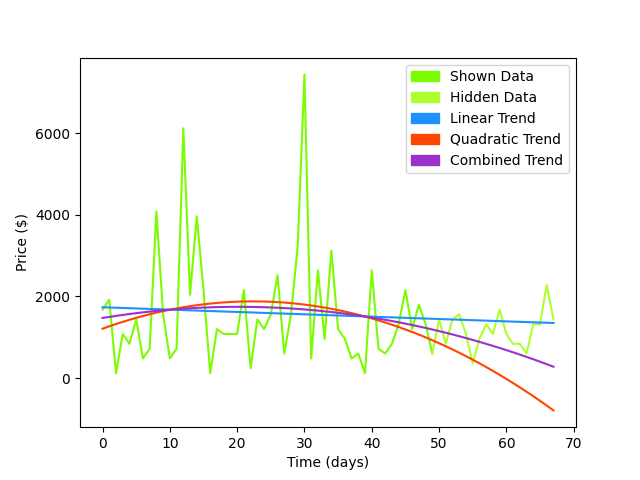 Shown Data
Hidden Data
Linear Trend
Quadratic Trend
Combined Trend
Price ($)
6000
4000
2000
0
0 10 20 30 40 50 60 70
Time (days)